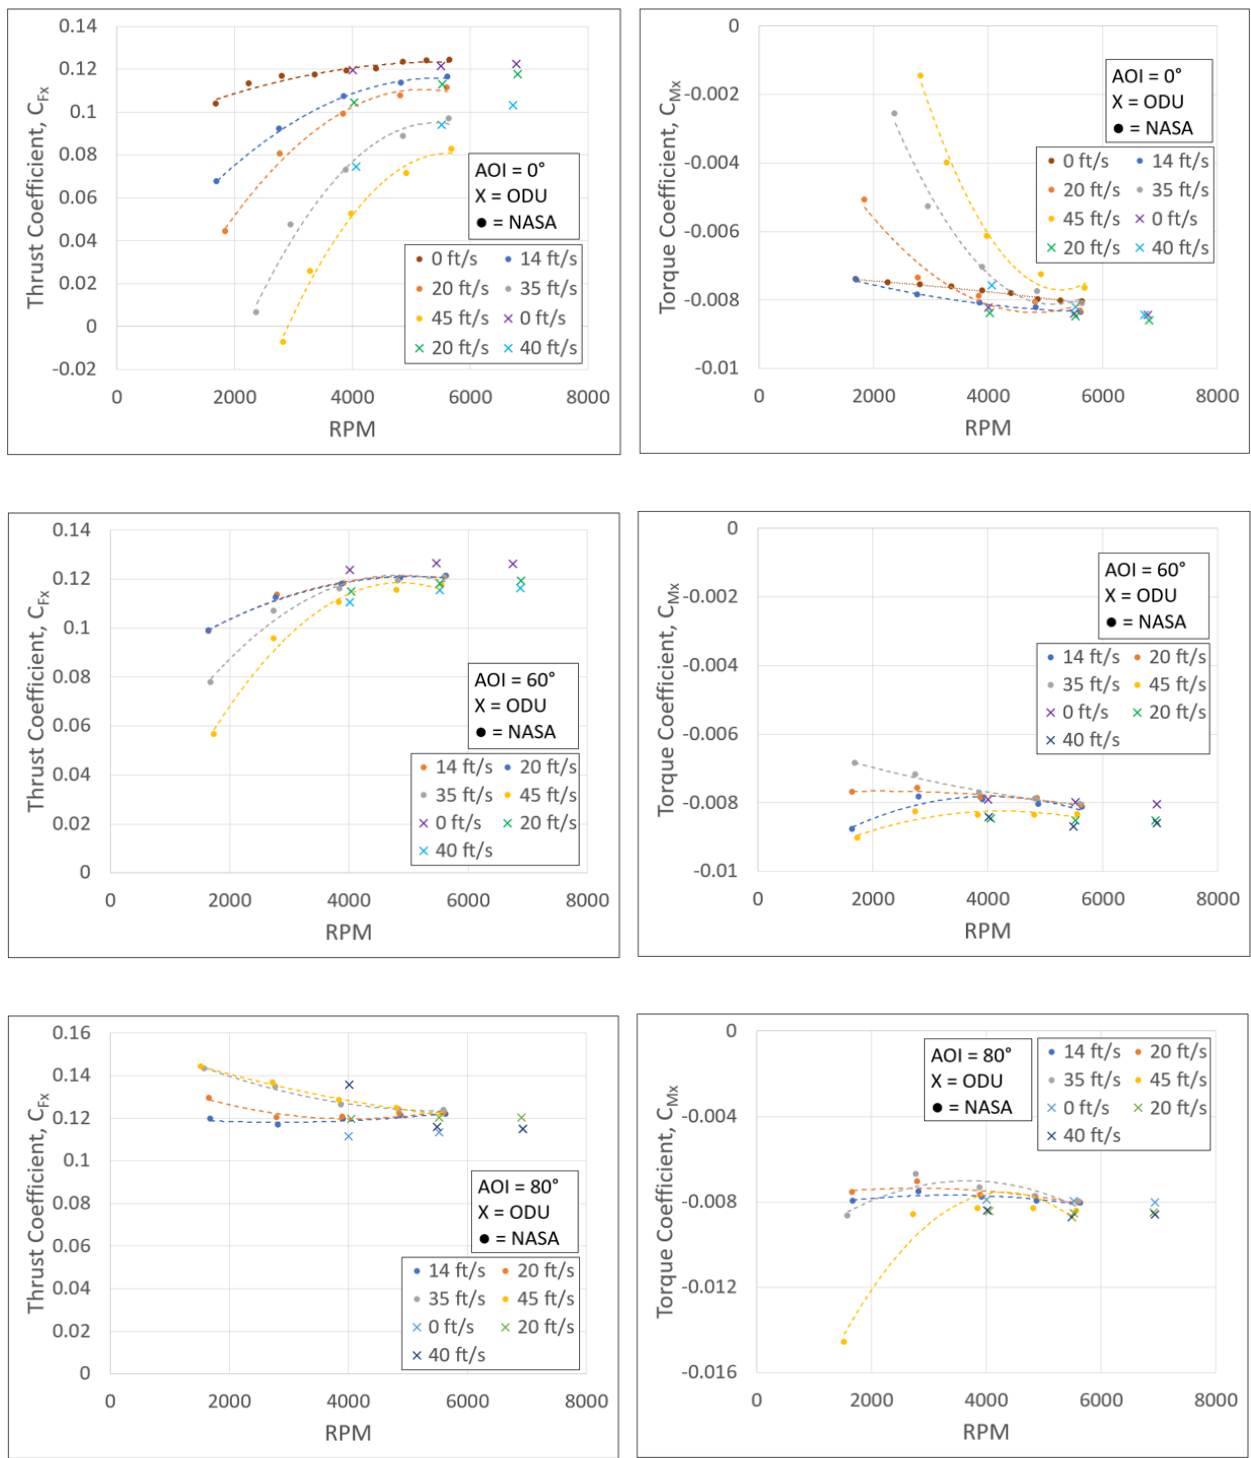 0.14
0.12
0.1
0.08
0.06
0.04
0.02
0
-0.02
Thrust Coefficient, C_Fx
0 2000 4000 6000 8000
RPM
AOI = 0°
X = ODU
● = NASA
0 ft/s 14 ft/s
20 ft/s 35 ft/s
45 ft/s 0 ft/s
20 ft/s 40 ft/s
-0
-0.002
-0.004
-0.006
-0.008
-0.01
Torque Coefficient, C_Mx
0 2000 4000 6000 8000
RPM
AOI = 0°
X = ODU
● = NASA
0 ft/s 14 ft/s
20 ft/s 35 ft/s
45 ft/s 0 ft/s
20 ft/s 40 ft/s
0.14
0.12
0.1
0.08
0.06
0.04
0.02
0
Thrust Coefficient, C_Fx
0 2000 4000 6000 8000
RPM
AOI = 60°
X = ODU
● = NASA
14 ft/s 20 ft/s
35 ft/s 45 ft/s
0 ft/s 20 ft/s
40 ft/s
0
-0.002
-0.004
-0.006
-0.008
-0.01
Torque Coefficient, C_Mx
0 2000 4000 6000 8000
RPM
AOI = 60°
X = ODU
● = NASA
14 ft/s 20 ft/s
35 ft/s 45 ft/s
0 ft/s 20 ft/s
40 ft/s
0.16
0.14
0.12
0.1
0.08
0.06
0.04
0.02
0
Thrust Coefficient, C_Fx
0 2000 4000 6000 8000
RPM
AOI = 80°
X = ODU
● = NASA
14 ft/s 20 ft/s
35 ft/s 45 ft/s
0 ft/s 20 ft/s
40 ft/s
0
-0.004
-0.008
-0.012
-0.016
Torque Coefficient, C_Mx
0 2000 4000 6000 8000
RPM
AOI = 80°
X = ODU
● = NASA
14 ft/s 20 ft/s
35 ft/s 45 ft/s
0 ft/s 20 ft/s
40 ft/s